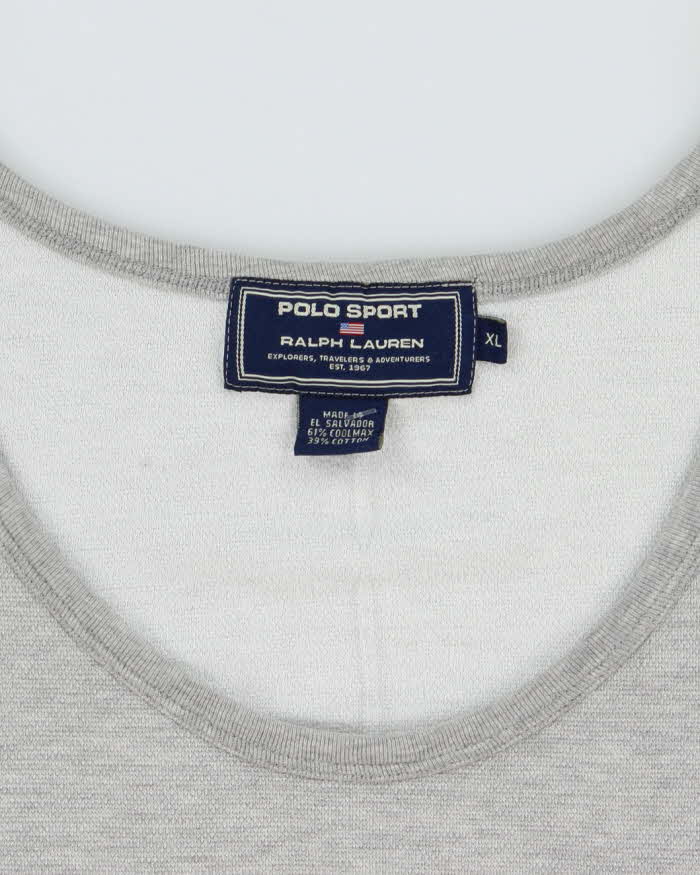 POLO SPORT
RALPH LAUREN
EXPLORERS, TRAVELERS & ADVENTURERS
EST. 1967
XL
MADE IN
EL SALVADOR
61% COOLMAX
39% COTTON